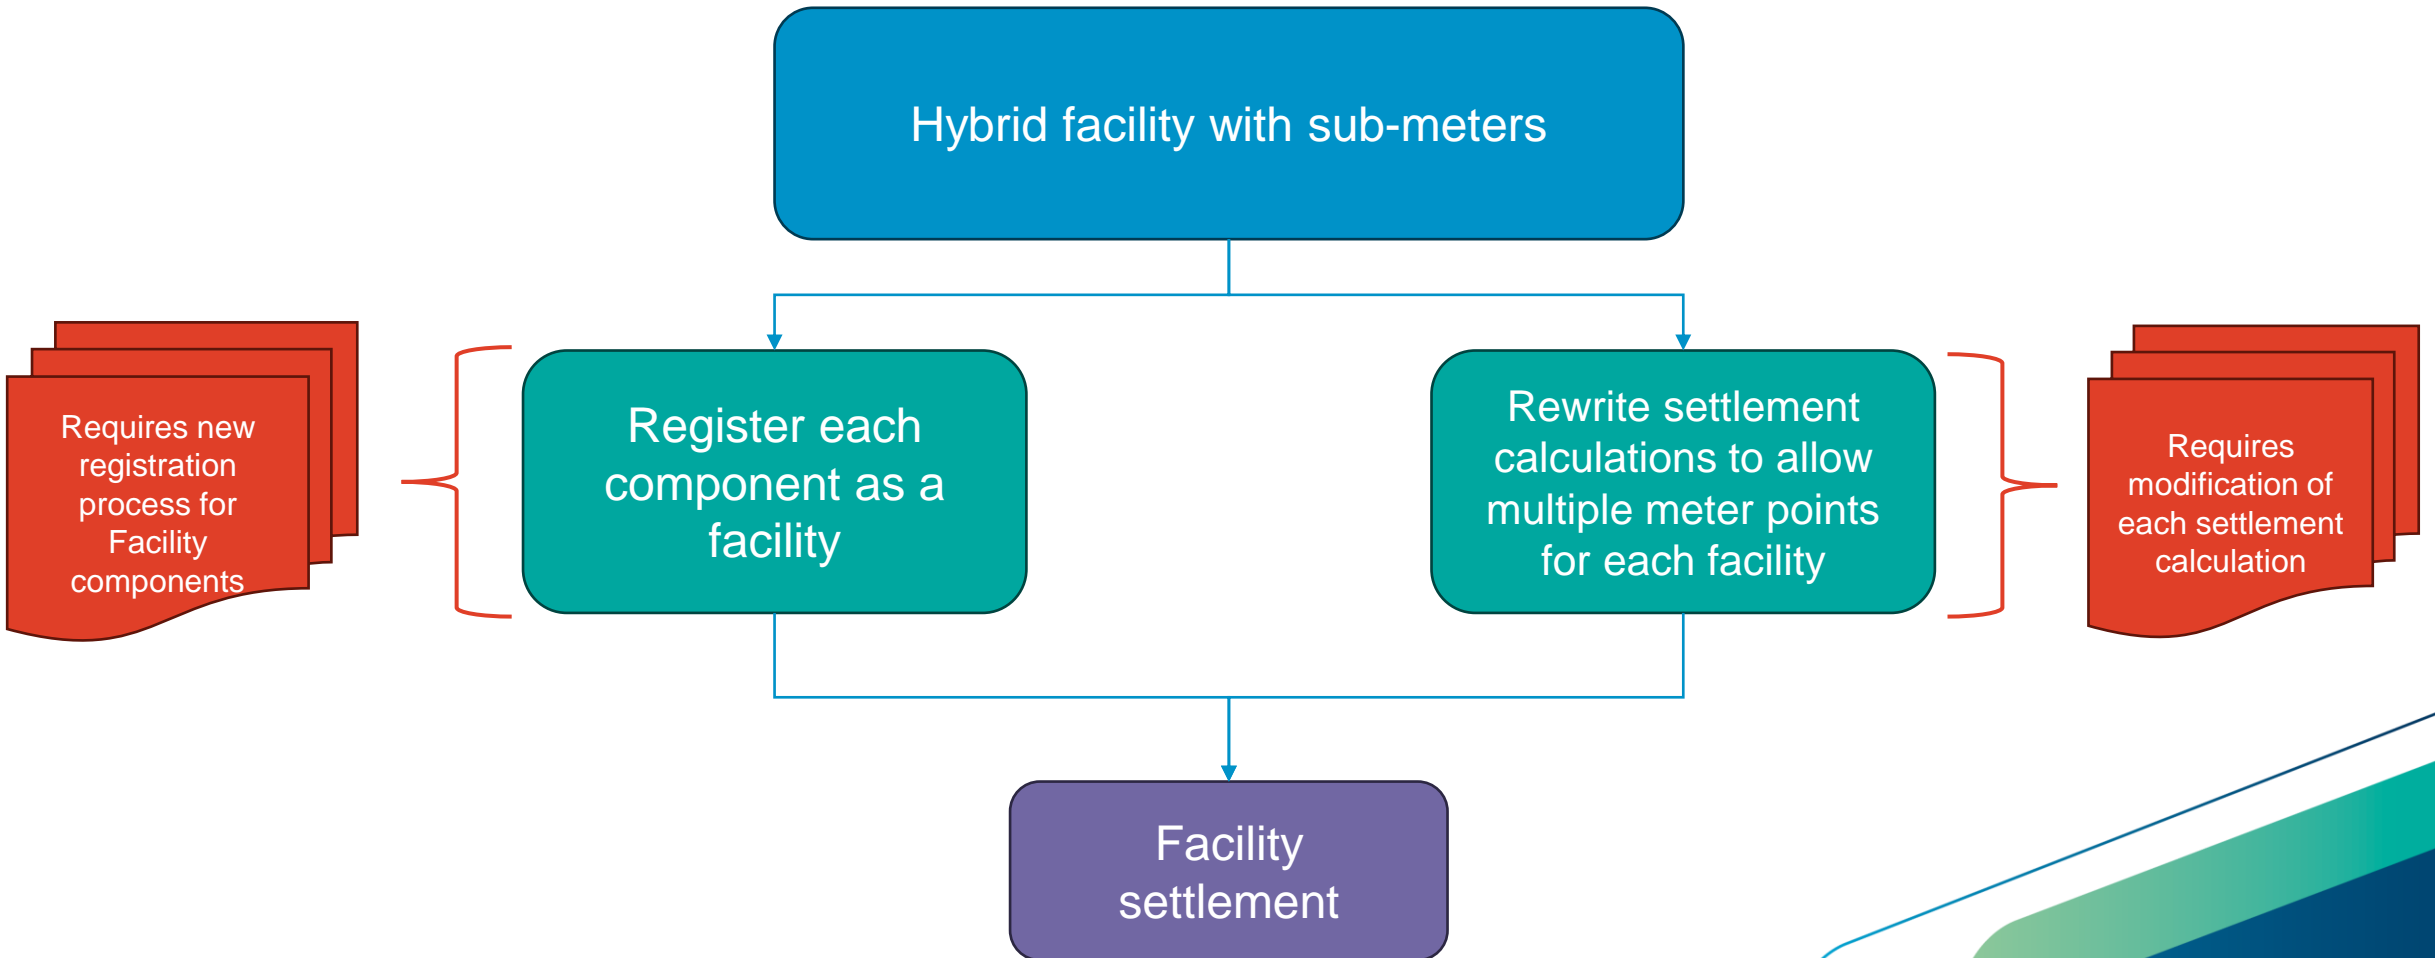 Hybrid facility with sub-meters
Requires new
registration
process for
Facility
components
Register each
component as a
facility
Rewrite settlement
calculations to allow
multiple meter points
for each facility
Requires
modification of
each settlement
calculation
Facility
settlement